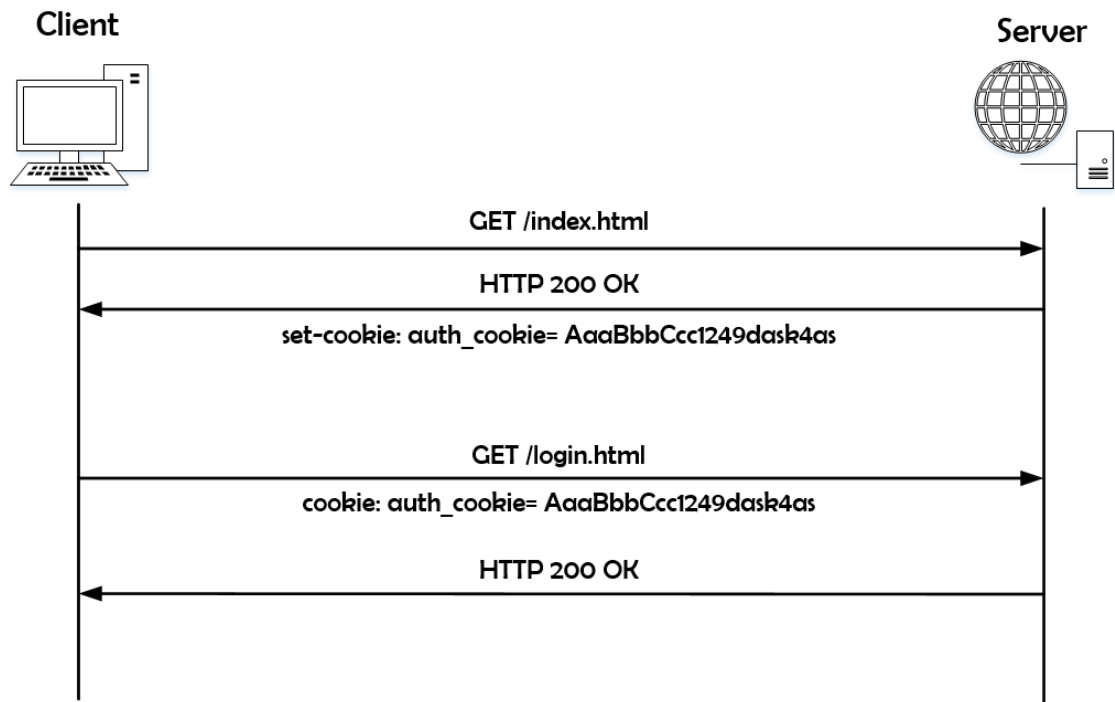 Client
Server
GET /index.html
HTTP 200 OK
set-cookie: auth_cookie= AaaBbbCcc1249dask4as
GET /login.html
cookie: auth_cookie= AaaBbbCcc1249dask4as
HTTP 200 OK